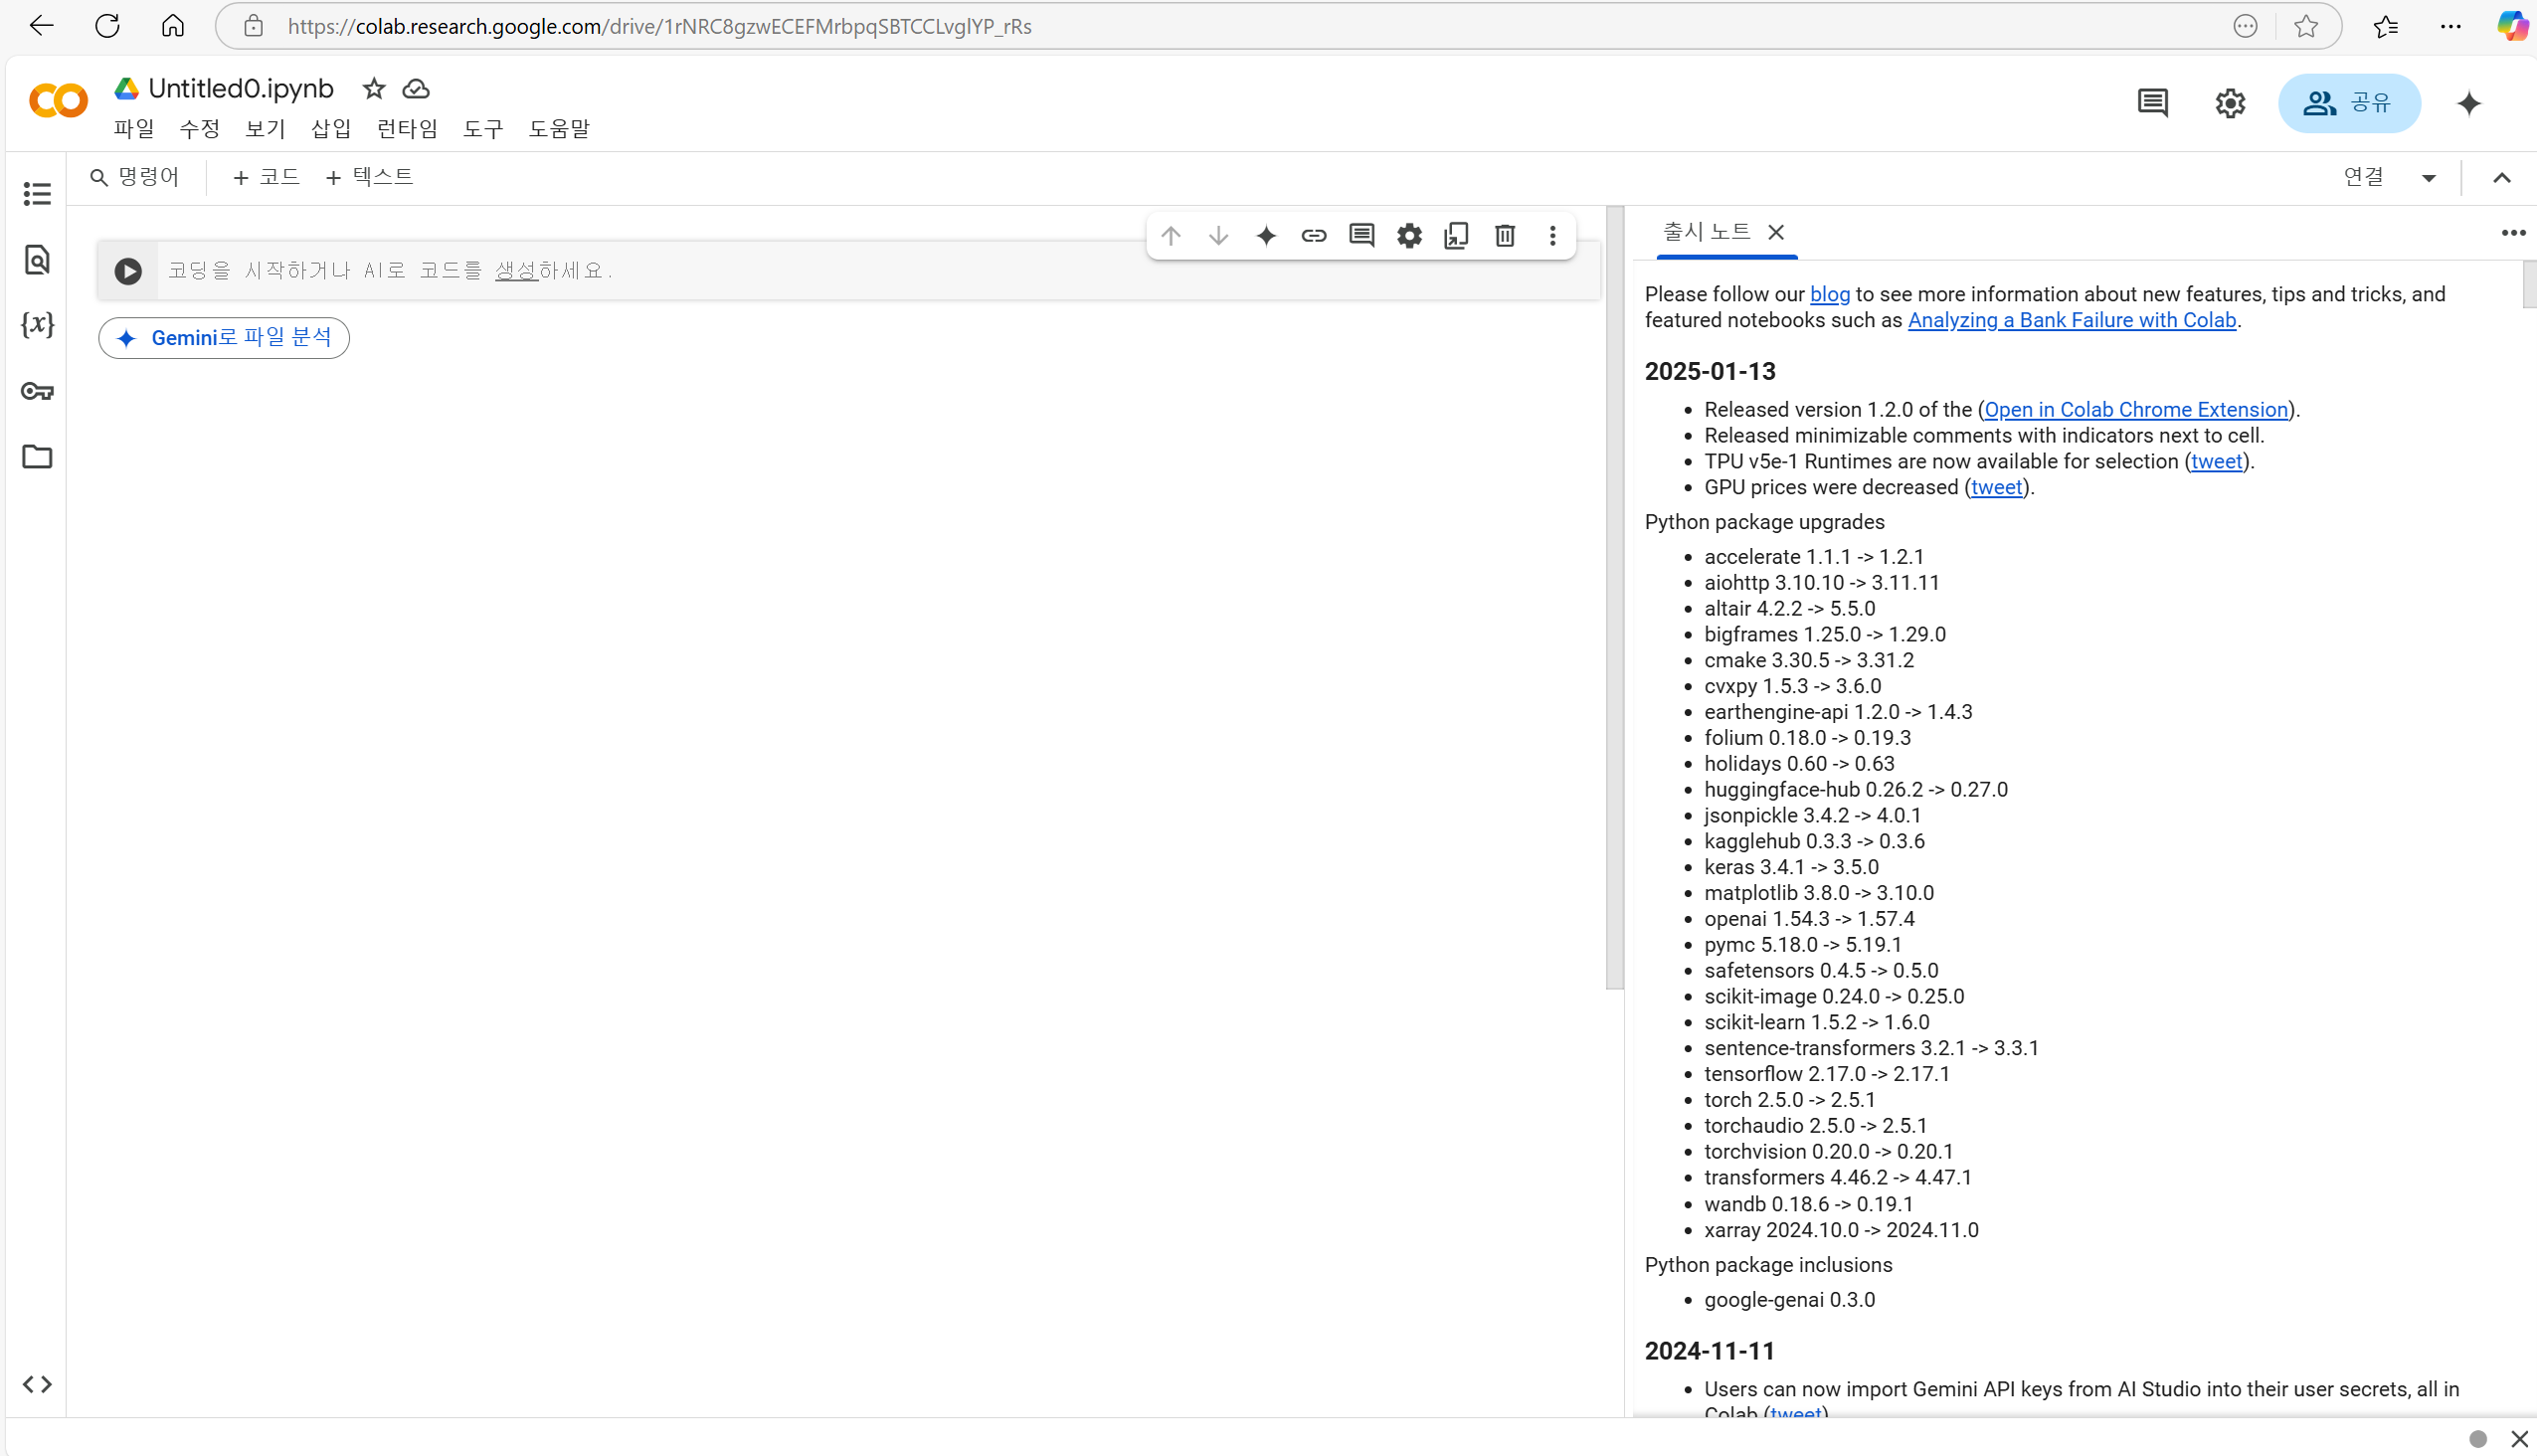 https://colab.research.google.com/drive/1rNRC8gzwECEFMrbpqSBTCCLvglYP_rRs
Untitled0.ipynb
파일 수정 보기 삽입 런타임 도구 도움말
공유
명령어 + 코드 + 텍스트
연결
코딩을 시작하거나 AI로 코드를 생성하세요.
Gemini로 파일 분석
{x}
출시 노트
Please follow our blog to see more information about new features, tips and tricks, and
featured notebooks such as Analyzing a Bank Failure with Colab.
2025-01-13
• Released version 1.2.0 of the (Open in Colab Chrome Extension).
• Released minimizable comments with indicators next to cell.
• TPU v5e-1 Runtimes are now available for selection (tweet).
• GPU prices were decreased (tweet).
Python package upgrades
• accelerate 1.1.1 -> 1.2.1
• aiohttp 3.10.10 -> 3.11.11
• altair 4.2.2 -> 5.5.0
• bigframes 1.25.0 -> 1.29.0
• cmake 3.30.5 -> 3.31.2
• cvxpy 1.5.3 -> 3.6.0
• earthengine-api 1.2.0 -> 1.4.3
• folium 0.18.0 -> 0.19.3
• holidays 0.60 -> 0.63
• huggingface-hub 0.26.2 -> 0.27.0
• jsonpickle 3.4.2 -> 4.0.1
• kagglehub 0.3.3 -> 0.3.6
• keras 3.4.1 -> 3.5.0
• matplotlib 3.8.0 -> 3.10.0
• openai 1.54.3 -> 1.57.4
• pymc 5.18.0 -> 5.19.1
• safetensors 0.4.5 -> 0.5.0
• scikit-image 0.24.0 -> 0.25.0
• scikit-learn 1.5.2 -> 1.6.0
• sentence-transformers 3.2.1 -> 3.3.1
• tensorflow 2.17.0 -> 2.17.1
• torch 2.5.0 -> 2.5.1
• torchaudio 2.5.0 -> 2.5.1
• torchvision 0.20.0 -> 0.20.1
• transformers 4.46.2 -> 4.47.1
• wandb 0.18.6 -> 0.19.1
• xarray 2024.10.0 -> 2024.11.0
Python package inclusions
• google-genai 0.3.0
2024-11-11
• Users can now import Gemini API keys from AI Studio into their user secrets, all in
Colab (tweet)